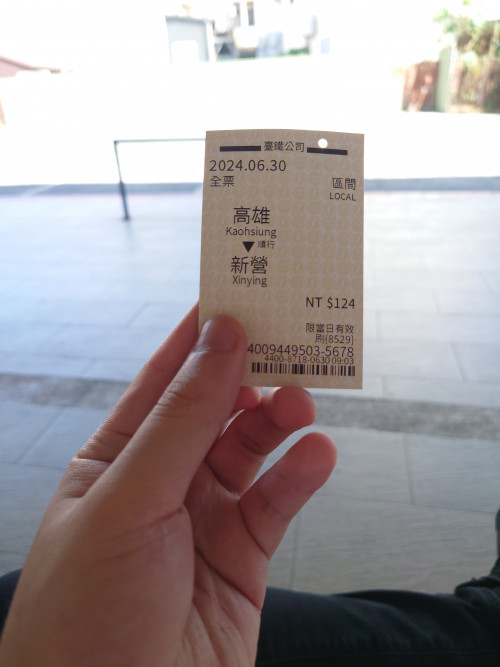 臺鐵公司
2024.06.30
全票 區間
LOCAL
高雄
Kaohsiung
順行
新營
Xinying
NT $124
限當日有效
刷{8529}
4009449503-5678
4400-8718-0630 09:03